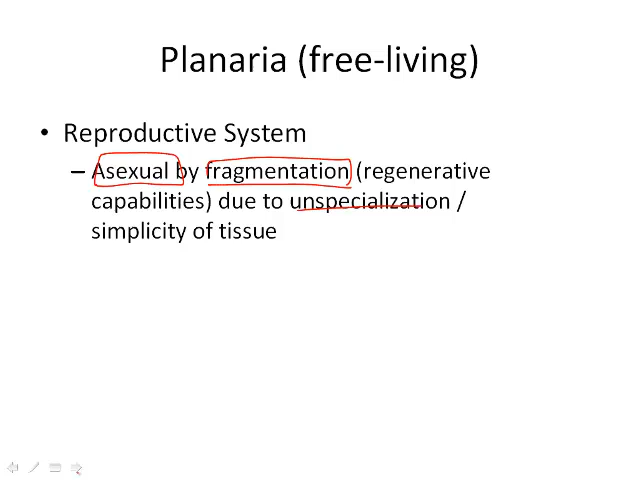 Planaria (free-living)
• Reproductive System
– Asexual by fragmentation (regenerative
capabilities) due to unspecialization /
simplicity of tissue